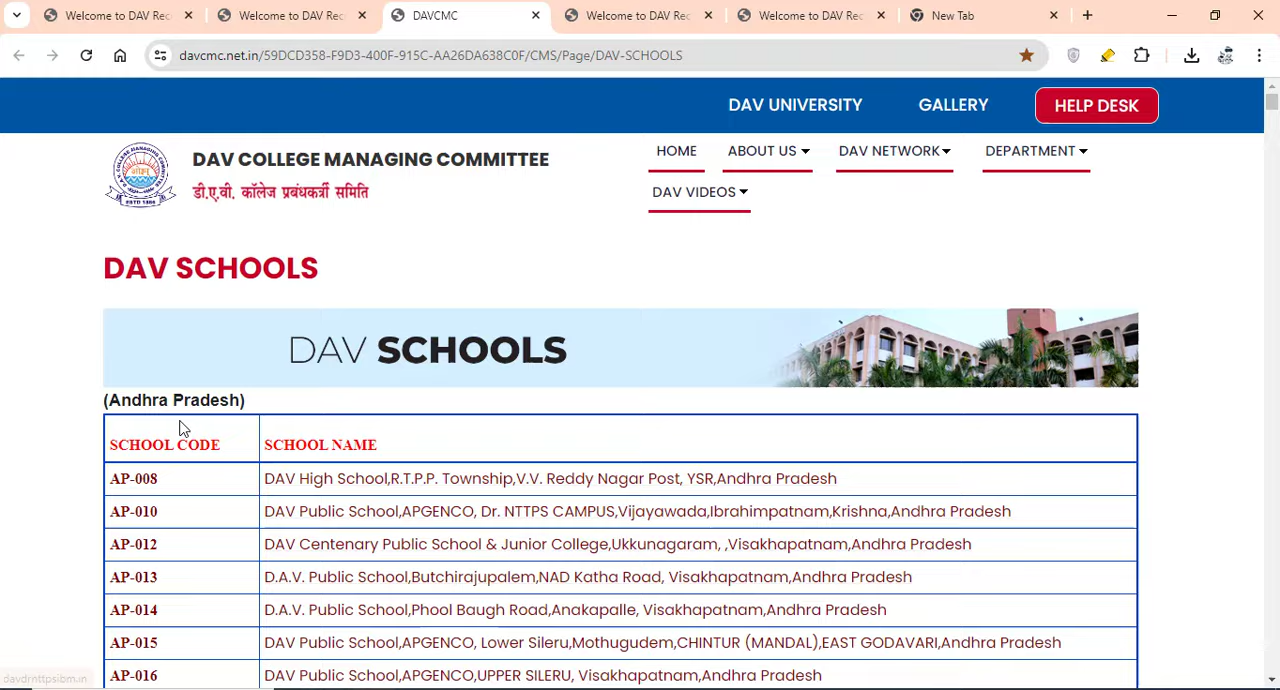 Welcome to DAV Rec
Welcome to DAV Rec
DAVCMC
Welcome to DAV Rec
Welcome to DAV Rec
New Tab
davcmc.net.in/59DCD358-F9D3-400F-915C-AA26DA638C0F/CMS/Page/DAV-SCHOOLS
DAV UNIVERSITY GALLERY HELP DESK
DAV COLLEGE MANAGING COMMITTEE
डी.ए.वी. कॉलेज प्रबंधकर्त्री समिति
HOME ABOUT US DAV NETWORK DEPARTMENT
DAV VIDEOS
DAV SCHOOLS
DAV SCHOOLS
(Andhra Pradesh)
SCHOOL CODE SCHOOL NAME
AP-008 DAV High School,R.T.P.P. Township,V.V. Reddy Nagar Post, YSR,Andhra Pradesh
AP-010 DAV Public School,APGENCO, Dr. NTTPS CAMPUS,Vijayawada,Ibrahimpatnam,Krishna,Andhra Pradesh
AP-012 DAV Centenary Public School & Junior College,Ukkunagaram, ,Visakhapatnam,Andhra Pradesh
AP-013 D.A.V. Public School,Butchirajupalem,NAD Katha Road, Visakhapatnam,Andhra Pradesh
AP-014 D.A.V. Public School,Phool Baugh Road,Anakapalle, Visakhapatnam,Andhra Pradesh
AP-015 DAV Public School,APGENCO, Lower Sileru,Mothugudem,CHINTUR (MANDAL),EAST GODAVARI,Andhra Pradesh
AP-016 DAV Public School,APGENCO,UPPER SILERU, Visakhapatnam,Andhra Pradesh
davdrnttpsibm.in